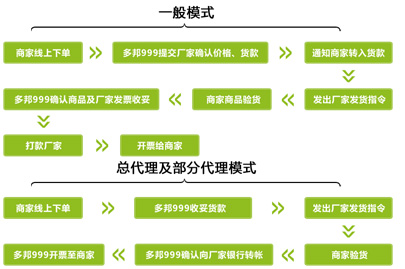 一般模式
商家线上下单
多邦999提交厂家确认价格、货款
通知商家转入货款
发出厂家发货指令
商家商品验货
多邦999确认商品及厂家发票收妥
打款厂家
开票给商家
总代理及部分代理模式
商家线上下单
多邦999收妥货款
发出厂家发货指令
商家验货
多邦999确认向厂家银行转帐
多邦999开票至商家